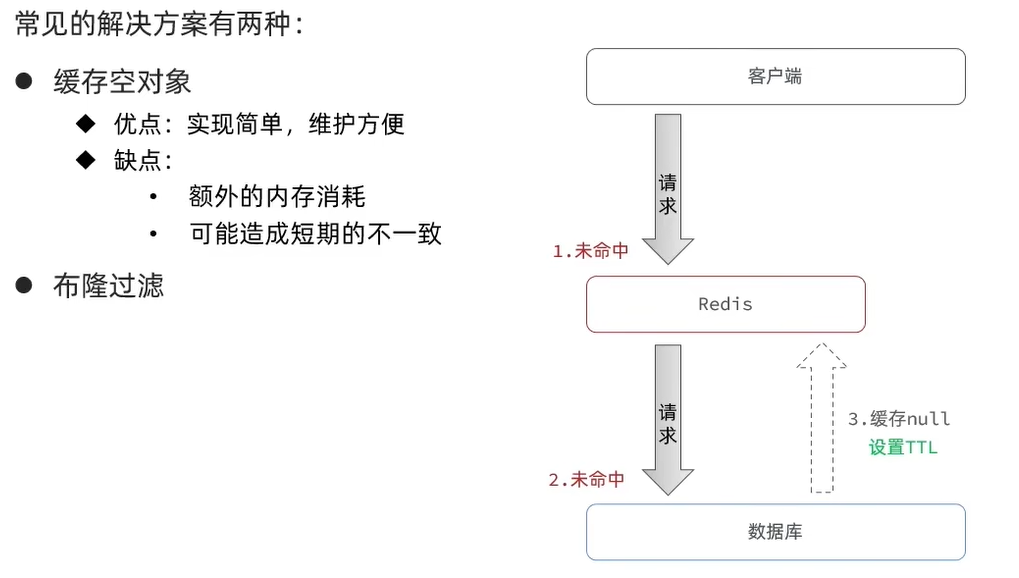 常见的解决方案有两种：
● 缓存空对象
◆ 优点：实现简单，维护方便
◆ 缺点：
• 额外的内存消耗
• 可能造成短期的不一致
● 布隆过滤
客户端
请求
1.未命中
Redis
请求
2.未命中
3.缓存null
设置TTL
数据库